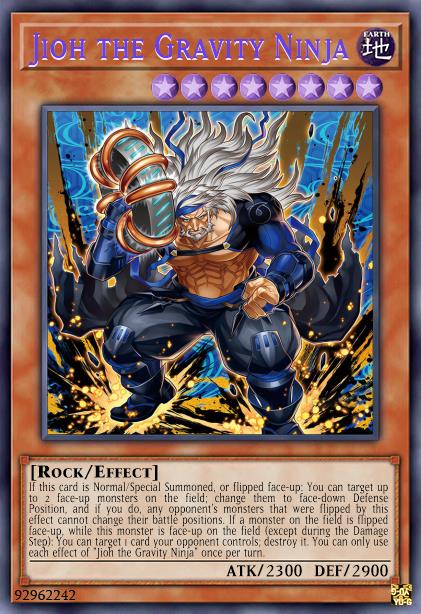 JIOH THE GRAVITY NINJA
EARTH
地
[ROCK/EFFECT]
If this card is Normal/Special Summoned, or flipped face-up: You can target up
to 2 face-up monsters on the field; change them to face-down Defense
Position, and if you do, any opponent's monsters that were flipped by this
effect cannot change their battle positions. If a monster on the field is flipped
face-up, while this monster is face-up on the field (except during the Damage
Step): You can target 1 card your opponent controls; destroy it. You can only use
each effect of "Jioh the Gravity Ninja" once per turn.
ATK/2300 DEF/2900
92962242